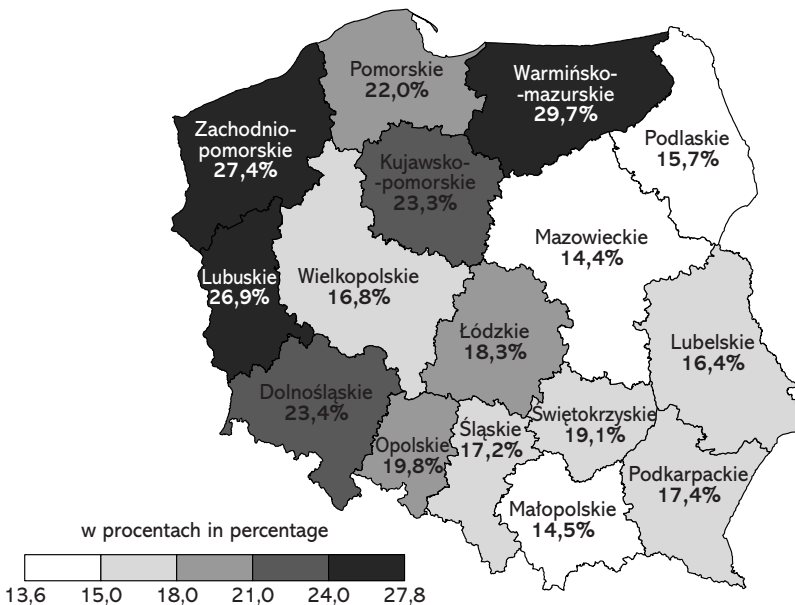 Pomorskie
22,0%
Warmińsko-
-mazurskie
29,7%
Zachodnio-
pomorskie
27,4%
Podlaskie
15,7%
Kujawsko-
-pomorskie
23,3%
Mazowieckie
14,4%
Lubuskie
26,9%
Wielkopolskie
16,8%
Łódzkie
18,3%
Lubelskie
16,4%
Dolnośląskie
23,4%
Opolskie
19,8%
Śląskie
17,2%
Świętokrzyskie
19,1%
Podkarpackie
17,4%
Małopolskie
14,5%
w procentach in percentage
13,6 15,0 18,0 21,0 24,0 27,8